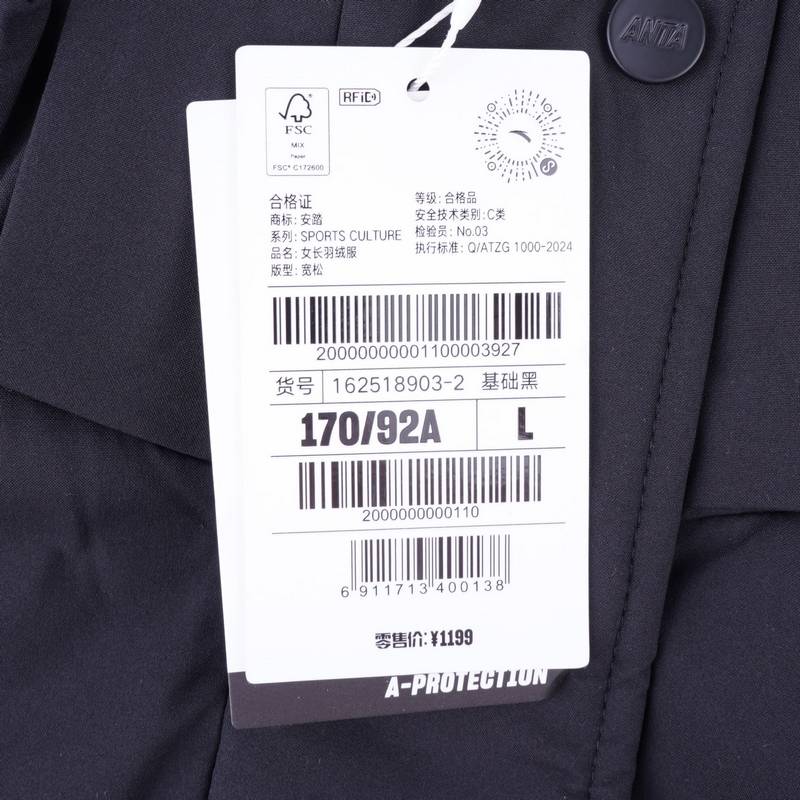 ANTA
FSC
MIX
Paper
FSC® C172600
RFiD
合格证
商标: 安踏
系列: SPORTS CULTURE
品名: 女长羽绒服
版型: 宽松
等级: 合格品
安全技术类别: C类
检验员: No.03
执行标准: Q/ATZG 1000-2024
20000000001100003927
货号 162518903-2 基础黑
170/92A L
2000000000110
6 911713 400138
零售价: ¥1199
A-PROTECTION